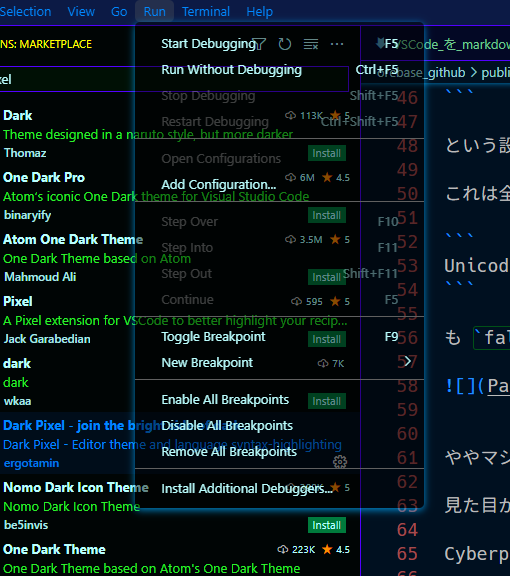 Selection View Go Run Terminal Help
NS: MARKETPLACE
xel
Dark
Theme designed in a naruto style, but more darker
Thomaz
113K 5
Install
One Dark Pro
Atom's iconic One Dark theme for Visual Studio Code
binaryify
6M 4.5
Install
Atom One Dark Theme
One Dark Theme based on Atom
Mahmoud Ali
3.5M 5
Install
Pixel
A Pixel extension for VSCode to better highlight your recip...
Jack Garabedian
595 5
Install
dark
dark
wkaa
7K
Install
Dark Pixel - join the
Dark Pixel - Editor theme and language syntax-highlighting
ergotamin
Nomo Dark Icon Theme
Nomo Dark Icon Theme
be5invis
5
Install
One Dark Theme
One Dark Theme based on Atom's One Dark Theme
223K 4.5
Start Debugging F5
Run Without Debugging Ctrl+F5
Stop Debugging Shift+F5
Restart Debugging Ctrl+Shift+F5
Open Configurations
Add Configuration...
Step Over F10
Step Into F11
Step Out Shift+F11
Continue F5
Toggle Breakpoint F9
New Breakpoint
Enable All Breakpoints
Disable All Breakpoints
Remove All Breakpoints
Install Additional Debuggers...
VSCode_を_markdow
base_github > publi
46 ```
47
48 という設
49
50 これは全
51
52 ```
53 Unicod
54 ```
55
56 も `fal
57
58 ![](Pa
59
60
61 ややマシ
62
63 見た目か
64
65 Cyberp
66